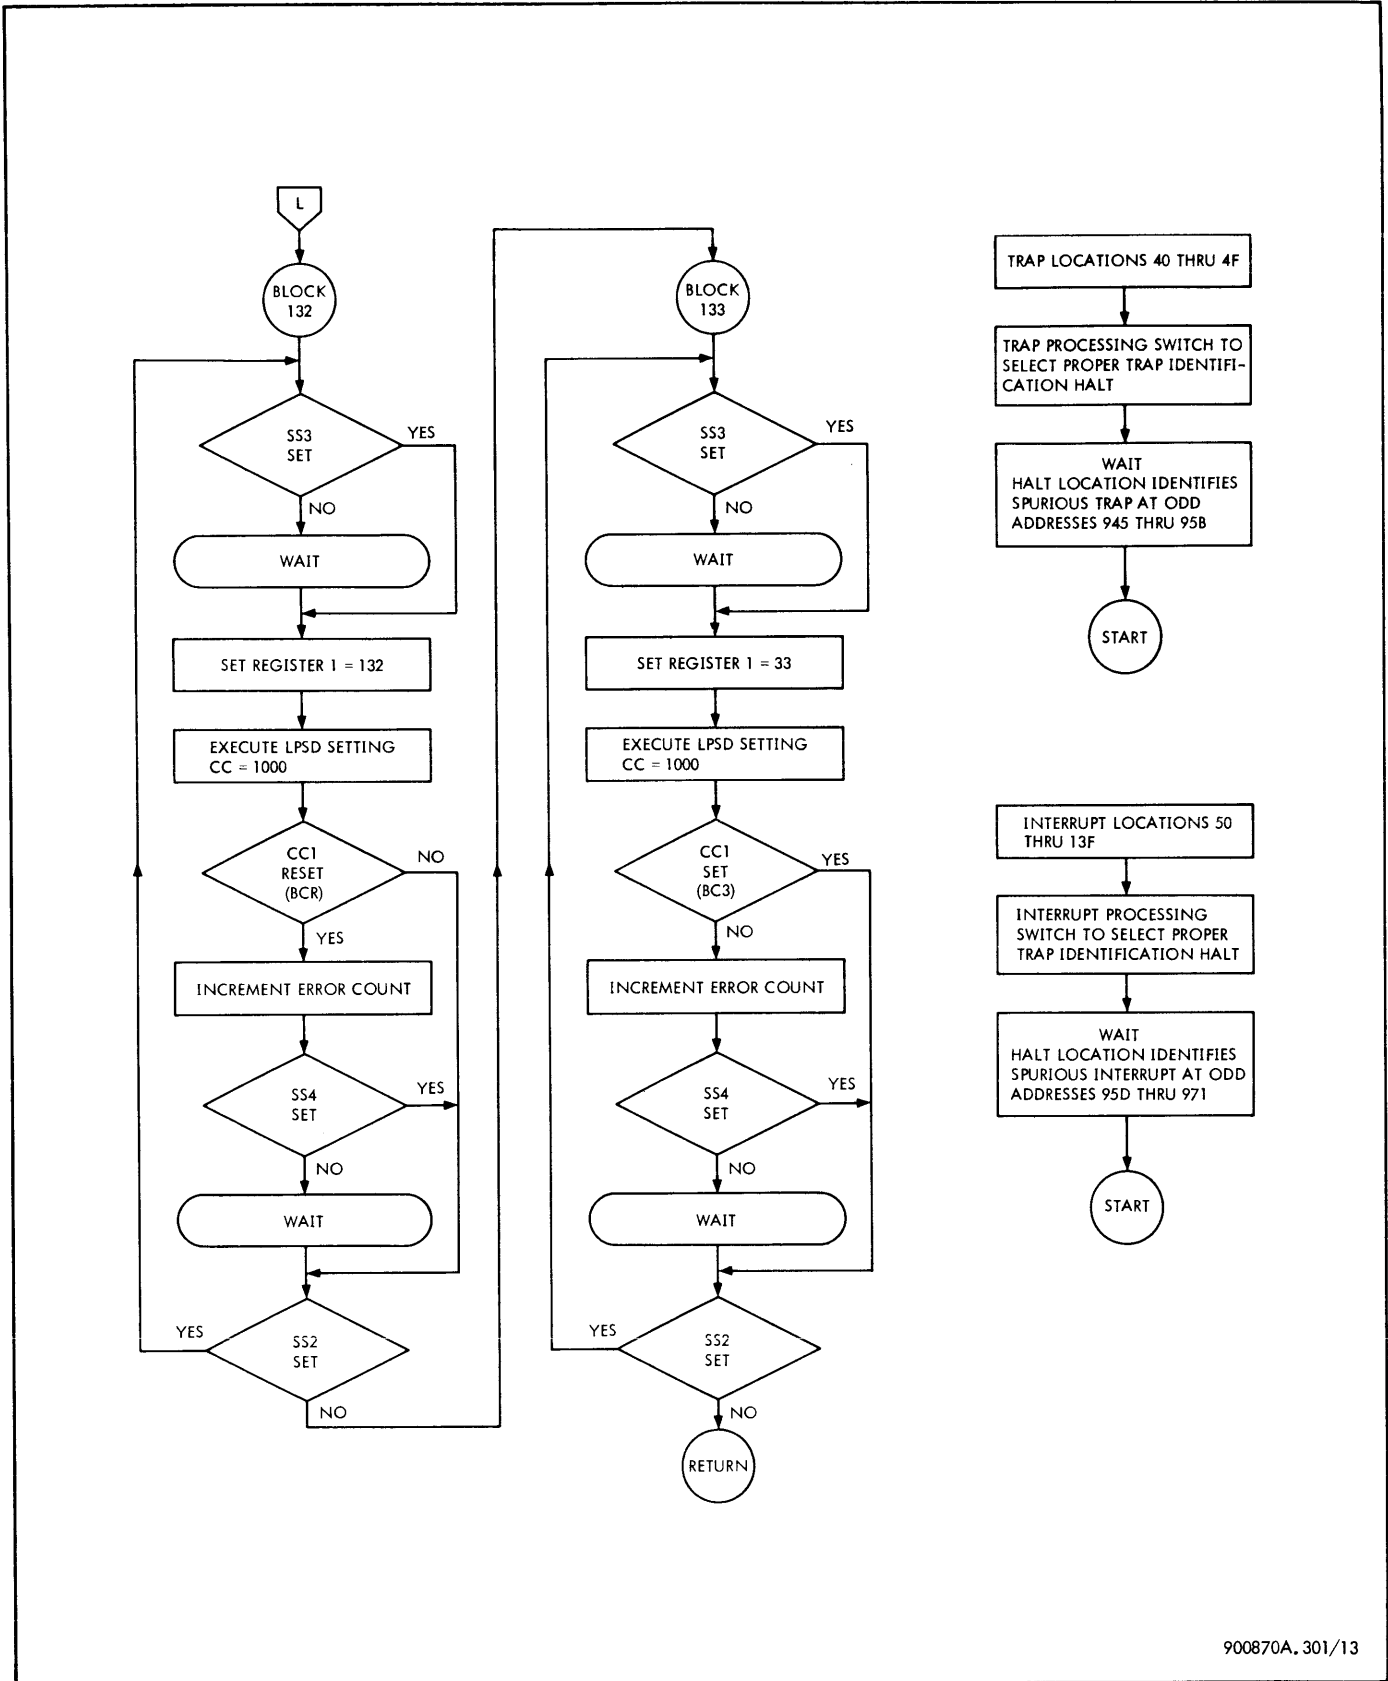 L
BLOCK
132
SS3
SET
YES
NO
WAIT
SET REGISTER 1 = 132
EXECUTE LPSD SETTING
CC = 1000
CC1
RESET
(BCR)
NO
YES
INCREMENT ERROR COUNT
SS4
SET
YES
NO
WAIT
SS2
SET
YES
NO
BLOCK
133
SS3
SET
YES
NO
WAIT
SET REGISTER 1 = 33
EXECUTE LPSD SETTING
CC = 1000
CC1
SET
(BC3)
YES
NO
INCREMENT ERROR COUNT
SS4
SET
YES
NO
WAIT
SS2
SET
YES
NO
RETURN
TRAP LOCATIONS 40 THRU 4F
TRAP PROCESSING SWITCH TO
SELECT PROPER TRAP IDENTIFI-
CATION HALT
WAIT
HALT LOCATION IDENTIFIES
SPURIOUS TRAP AT ODD
ADDRESSES 945 THRU 95B
START
INTERRUPT LOCATIONS 50
THRU 13F
INTERRUPT PROCESSING
SWITCH TO SELECT PROPER
TRAP IDENTIFICATION HALT
WAIT
HALT LOCATION IDENTIFIES
SPURIOUS INTERRUPT AT ODD
ADDRESSES 95D THRU 971
START
900870A.301/13